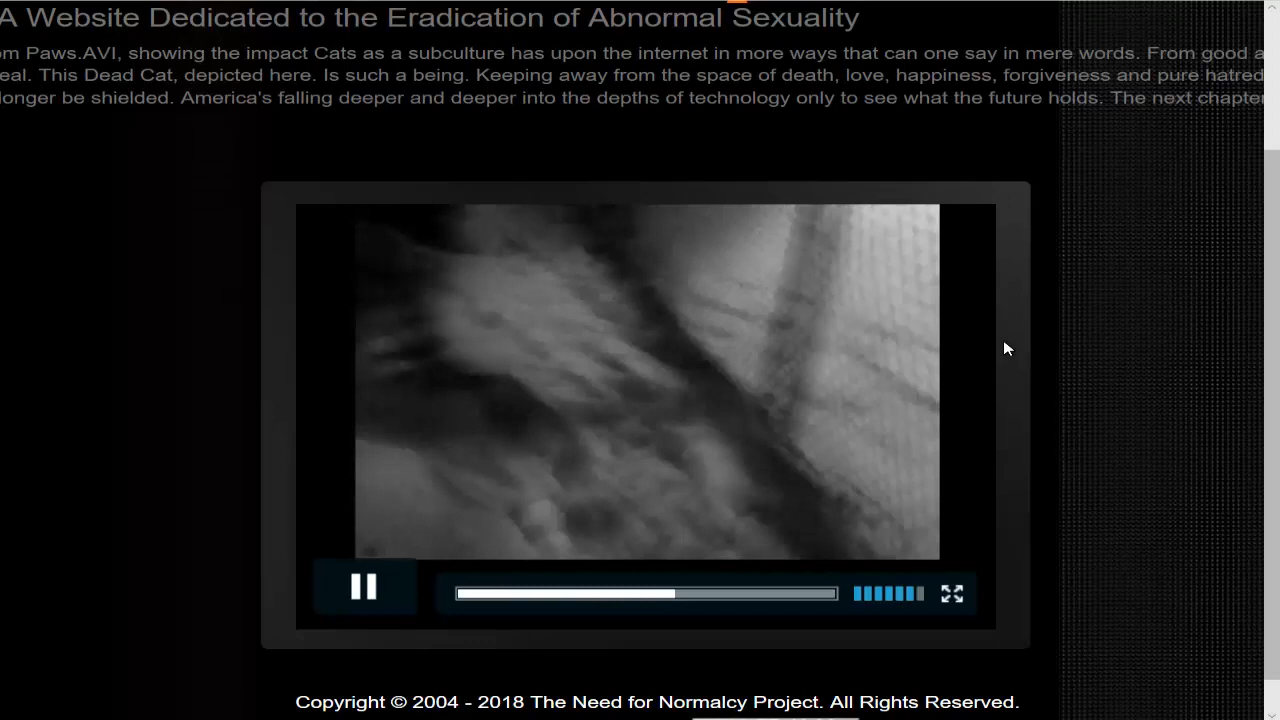 A Website Dedicated to the Eradication of Abnormal Sexuality
om Paws.AVI, showing the impact Cats as a subculture has upon the internet in more ways that can one say in mere words. From good a
eal. This Dead Cat, depicted here. Is such a being. Keeping away from the space of death, love, happiness, forgiveness and pure hatred
longer be shielded. America's falling deeper and deeper into the depths of technology only to see what the future holds. The next chapter
Copyright © 2004 - 2018 The Need for Normalcy Project. All Rights Reserved.